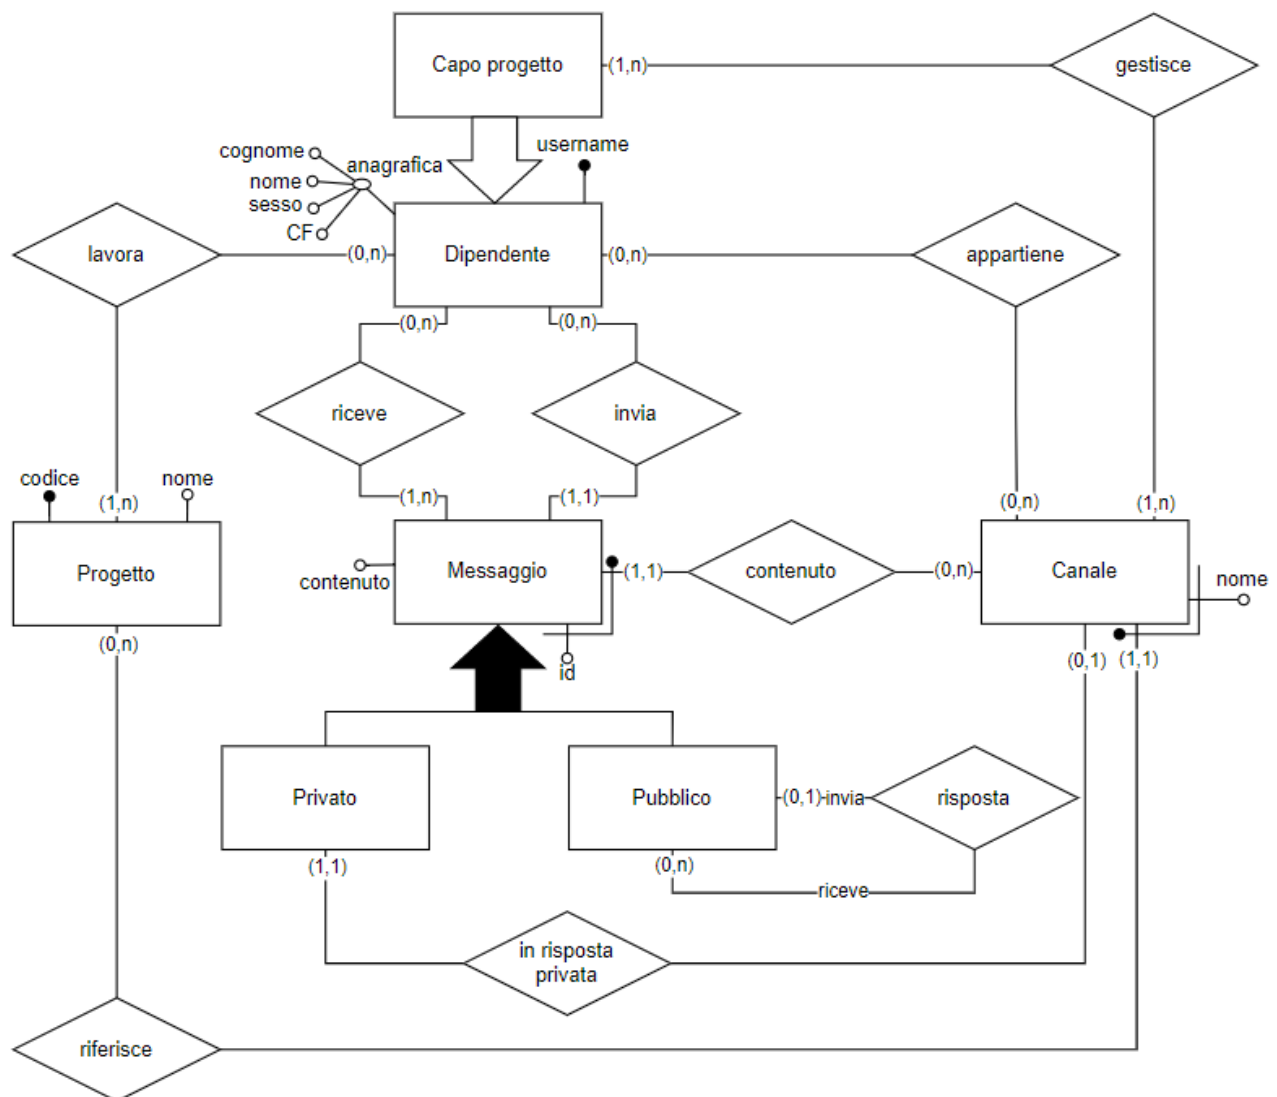 Capo progetto
(1,n)
gestisce
cognome
anagrafica
username
nome
sesso
CF
lavora
(0,n)
Dipendente
(0,n)
appartiene
(0,n)
(0,n)
riceve
invia
codice
nome
(1,n)
(1,n)
(1,1)
(0,n)
(1,n)
Progetto
contenuto
Messaggio
(1,1)
contenuto
(0,n)
Canale
nome
(0,n)
id
(0,1)
(1,1)
Privato
Pubblico
(0,1)
invia
risposta
(1,1)
(0,n)
riceve
in risposta
privata
riferisce